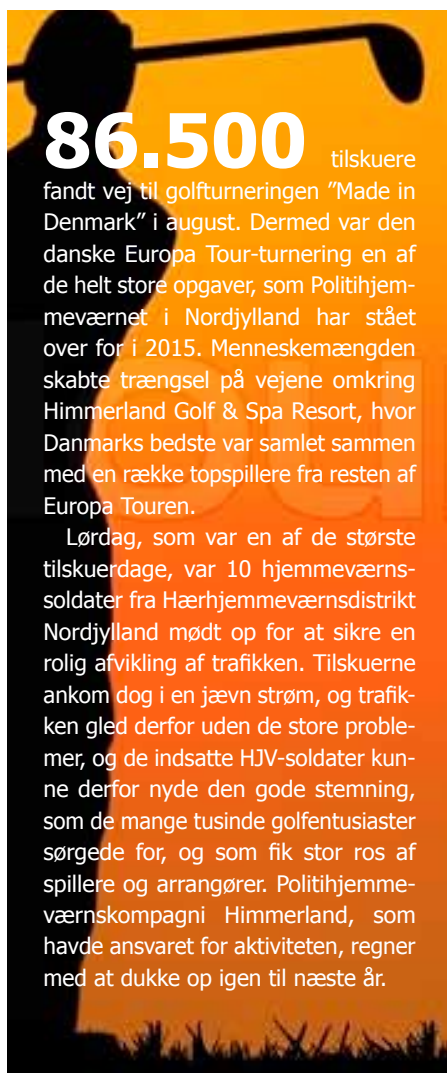 86.500 tilskuere
fandt vej til golfturneringen ”Made in
Denmark” i august. Dermed var den
danske Europa Tour-turnering en af
de helt store opgaver, som Politihjem-
meværnet i Nordjylland har stået
over for i 2015. Menneskemængden
skabte trængsel på vejene omkring
Himmerland Golf & Spa Resort, hvor
Danmarks bedste var samlet sammen
med en række topspillere fra resten af
Europa Touren.
Lørdag, som var en af de største
tilskuerdage, var 10 hjemmeværns-
soldater fra Hærhjemmeværnsdistrikt
Nordjylland mødt op for at sikre en
rolig afvikling af trafikken. Tilskuerne
ankom dog i en jævn strøm, og trafik-
ken gled derfor uden de store proble-
mer, og de indsatte HJV-soldater kun-
ne derfor nyde den gode stemning,
som de mange tusinde golfentusiaster
sørgede for, og som fik stor ros af
spillere og arrangører. Politihjemme-
værnskompagni Himmerland, som
havde ansvaret for aktiviteten, regner
med at dukke op igen til næste år.